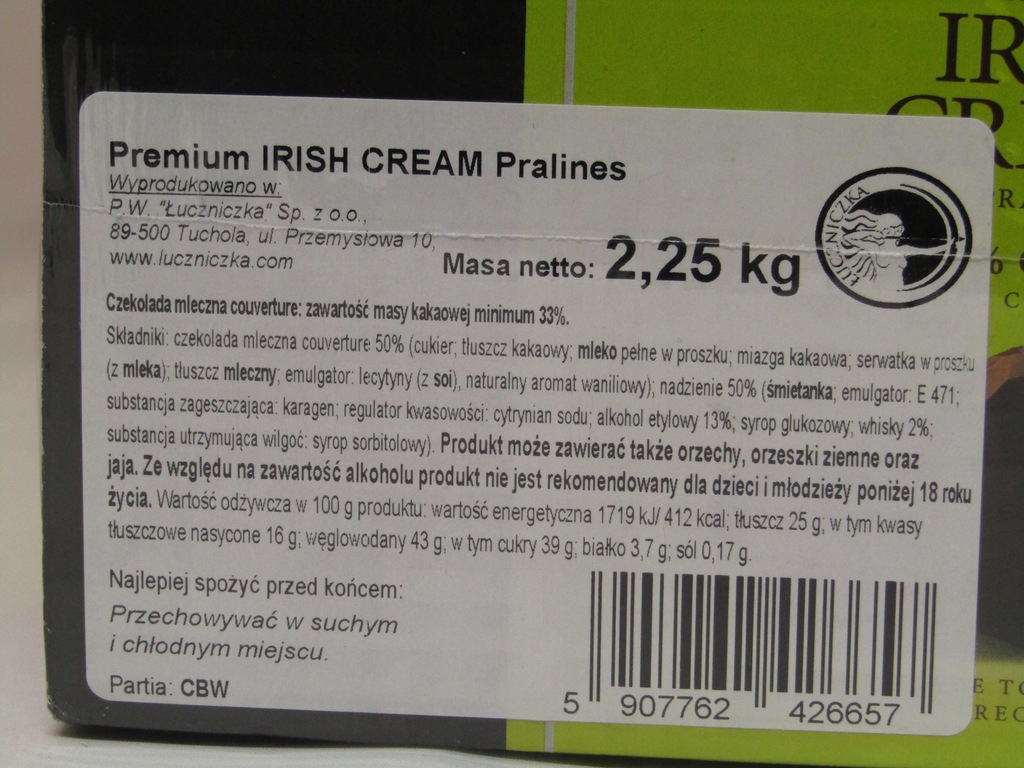 IR
CR
Premium IRISH CREAM Pralines
Wyprodukowano w:
P.W. "Łuczniczka" Sp. z o.o.,
89-500 Tuchola, ul. Przemysłowa 10,
www.luczniczka.com
Masa netto: 2,25 kg
ŁUCZNICZKA
Czekolada mleczna couverture: zawartość masy kakaowej minimum 33%.
Składniki: czekolada mleczna couverture 50% (cukier; tłuszcz kakaowy; mleko pełne w proszku; miazga kakaowa; serwatka w proszku
(z mleka); tłuszcz mleczny; emulgator: lecytyny (z soi), naturalny aromat waniliowy); nadzienie 50% (śmietanka; emulgator: E 471;
substancja zagęszczająca: karagen; regulator kwasowości: cytrynian sodu; alkohol etylowy 13%; syrop glukozowy; whisky 2%;
substancja utrzymująca wilgoć: syrop sorbitolowy). Produkt może zawierać także orzechy, orzeszki ziemne oraz
jaja. Ze względu na zawartość alkoholu produkt nie jest rekomendowany dla dzieci i młodzieży poniżej 18 roku
życia. Wartość odżywcza w 100 g produktu: wartość energetyczna 1719 kJ/ 412 kcal; tłuszcz 25 g; w tym kwasy
tłuszczowe nasycone 16 g; węglowodany 43 g; w tym cukry 39 g; białko 3,7 g; sól 0,17 g.
Najlepiej spożyć przed końcem:
Przechowywać w suchym
i chłodnym miejscu.
Partia: CBW
5 907762 426657